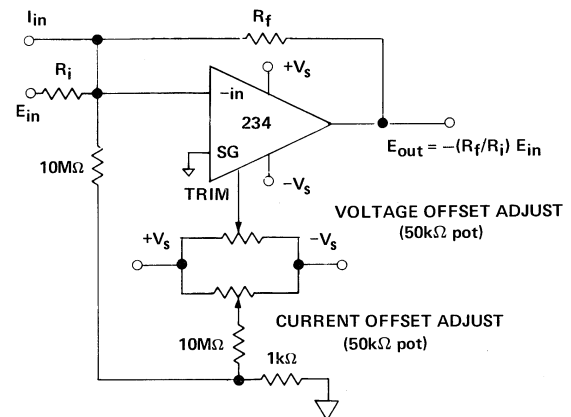 I_in
R_f
R_i
+V_s
−in
E_in
234
SG
E_out = −(R_f/R_i) E_in
10MΩ
−V_s
TRIM
VOLTAGE OFFSET ADJUST
(50kΩ pot)
+V_s
−V_s
CURRENT OFFSET ADJUST
(50kΩ pot)
10MΩ
1kΩ